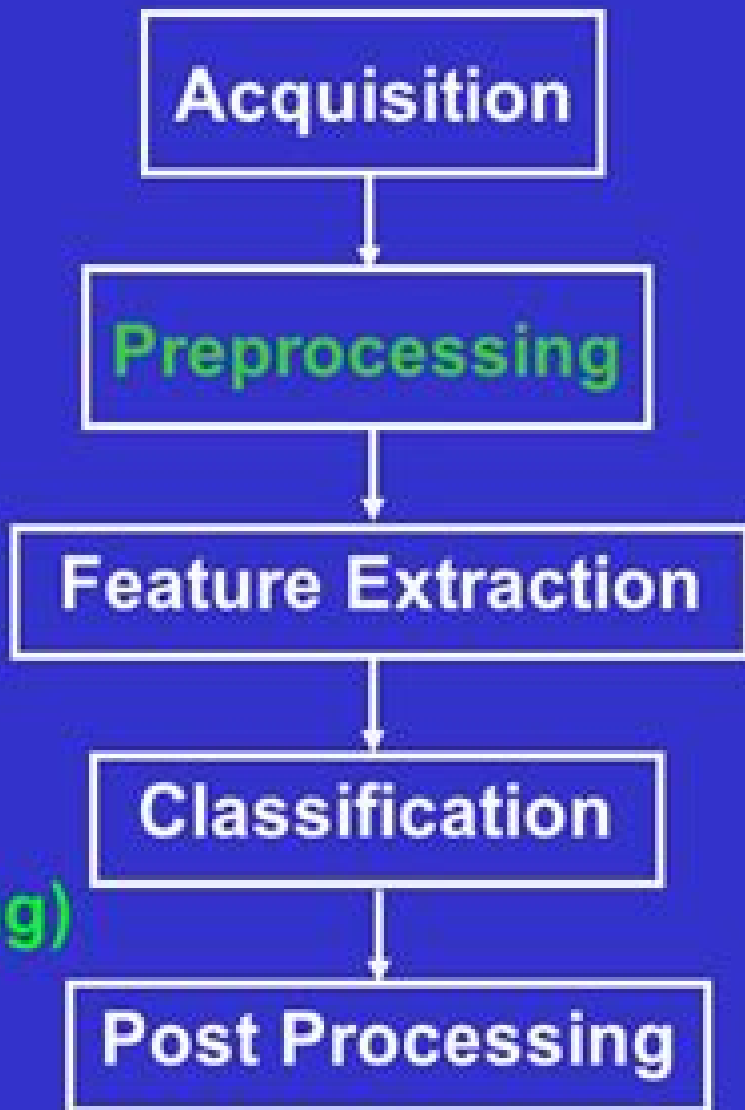 Acquisition
Preprocessing
Feature Extraction
Classification
g)
Post Processing